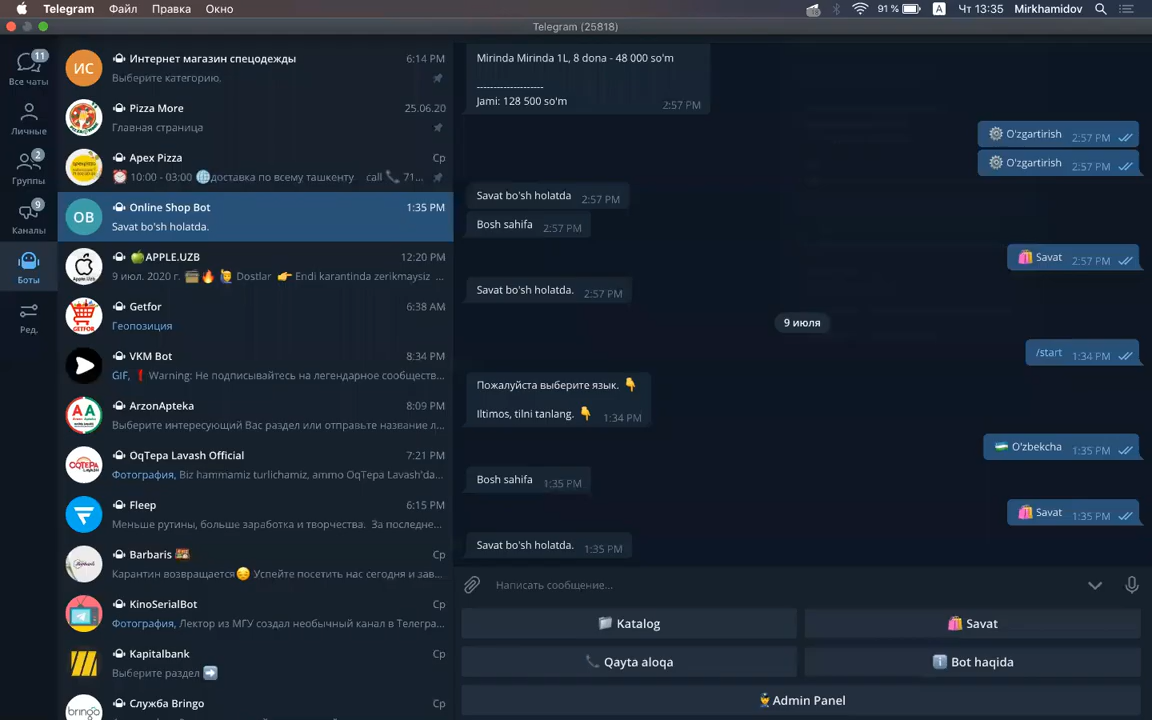 Telegram Файл Правка Окно 91 % A Чт 13:35 Mirkhamidov
Telegram (25818)
11
Все чаты
Личные
2
Группы
9
Каналы
Боты
Ред.
ИС Интернет магазин спецодежды 6:14 PM
Выберите категорию.
Pizza More 25.06.20
Главная страница
Apex Pizza Ср
⏰ 10:00 - 03:00 🌐доставка по всему ташкенту call 📞 71...
OB Online Shop Bot 1:35 PM
Savat bo'sh holatda.
🍏APPLE.UZB 12:20 PM
9 июл. 2020 г. 🗃🔥 🙋 Dostlar 👉 Endi karantinda zerikmaysiz ...
Getfor 6:38 AM
Геопозиция
VKM Bot 8:34 PM
GIF, ❗ Warning: Не подписывайтесь на легендарное сообществ...
ArzonApteka 8:09 PM
Выберите интересующий Вас раздел или отправьте название л...
OqTepa Lavash Official 7:21 PM
Фотография, Biz hammamiz turlichamiz, ammo OqTepa Lavash'da...
Fleep 6:15 PM
Меньше рутины, больше заработка и творчества. За последне...
Barbaris 🍱 Ср
Карантин возвращается😔 Успейте посетить нас сегодня и зав...
KinoSerialBot Ср
Фотография, Лектор из МГУ создал необычный канал в Телегра...
Kapitalbank Ср
Выберите раздел ➡️
Служба Bringo Ср
bringo
Mirinda Mirinda 1L, 8 dona - 48 000 so'm
--------------------
Jami: 128 500 so'm 2:57 PM
⚙️ O'zgartirish 2:57 PM
⚙️ O'zgartirish 2:57 PM
Savat bo'sh holatda 2:57 PM
Bosh sahifa 2:57 PM
🛍 Savat 2:57 PM
Savat bo'sh holatda. 2:57 PM
9 июля
/start 1:34 PM
Пожалуйста выберите язык. 👇
Iltimos, tilni tanlang. 👇 1:34 PM
🇺🇿 O'zbekcha 1:35 PM
Bosh sahifa 1:35 PM
🛍 Savat 1:35 PM
Savat bo'sh holatda. 1:35 PM
Написать сообщение...
Katalog
🛍 Savat
📞 Qayta aloqa
ℹ️ Bot haqida
Admin Panel